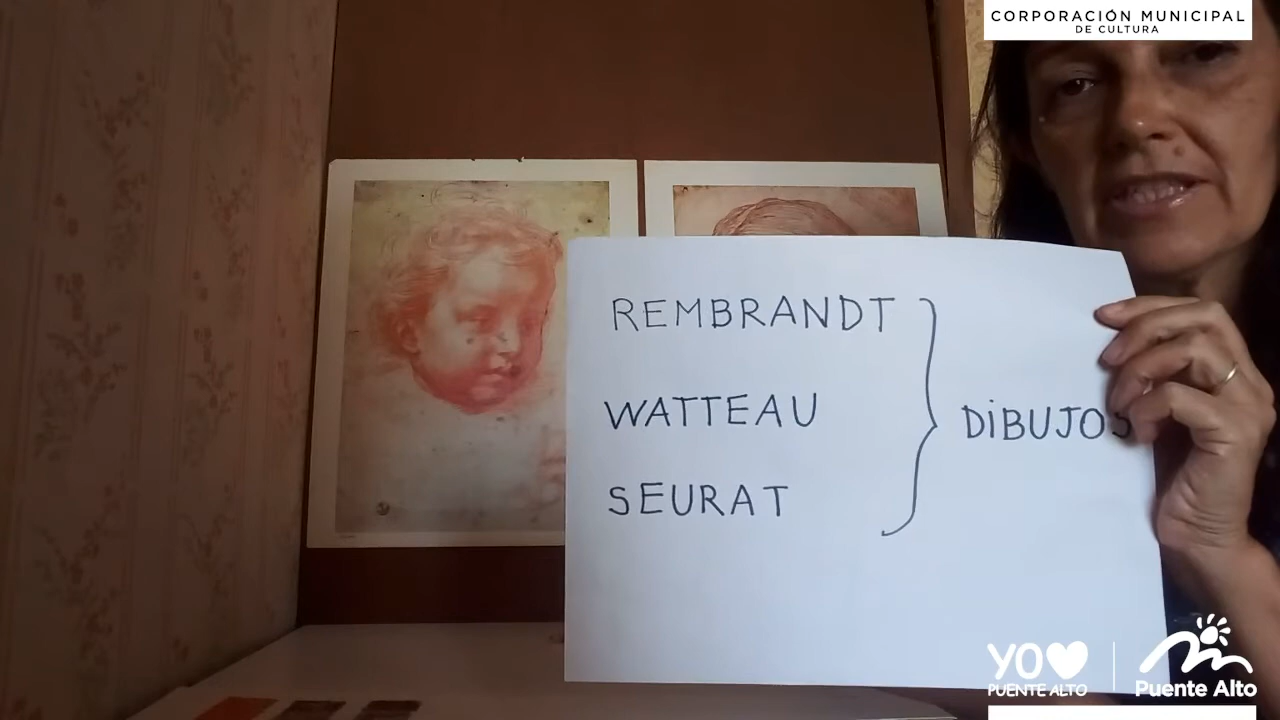 CORPORACIÓN MUNICIPAL
DE CULTURA
REMBRANDT
WATTEAU
SEURAT
DIBUJOS
YO
PUENTE ALTO
Puente Alto